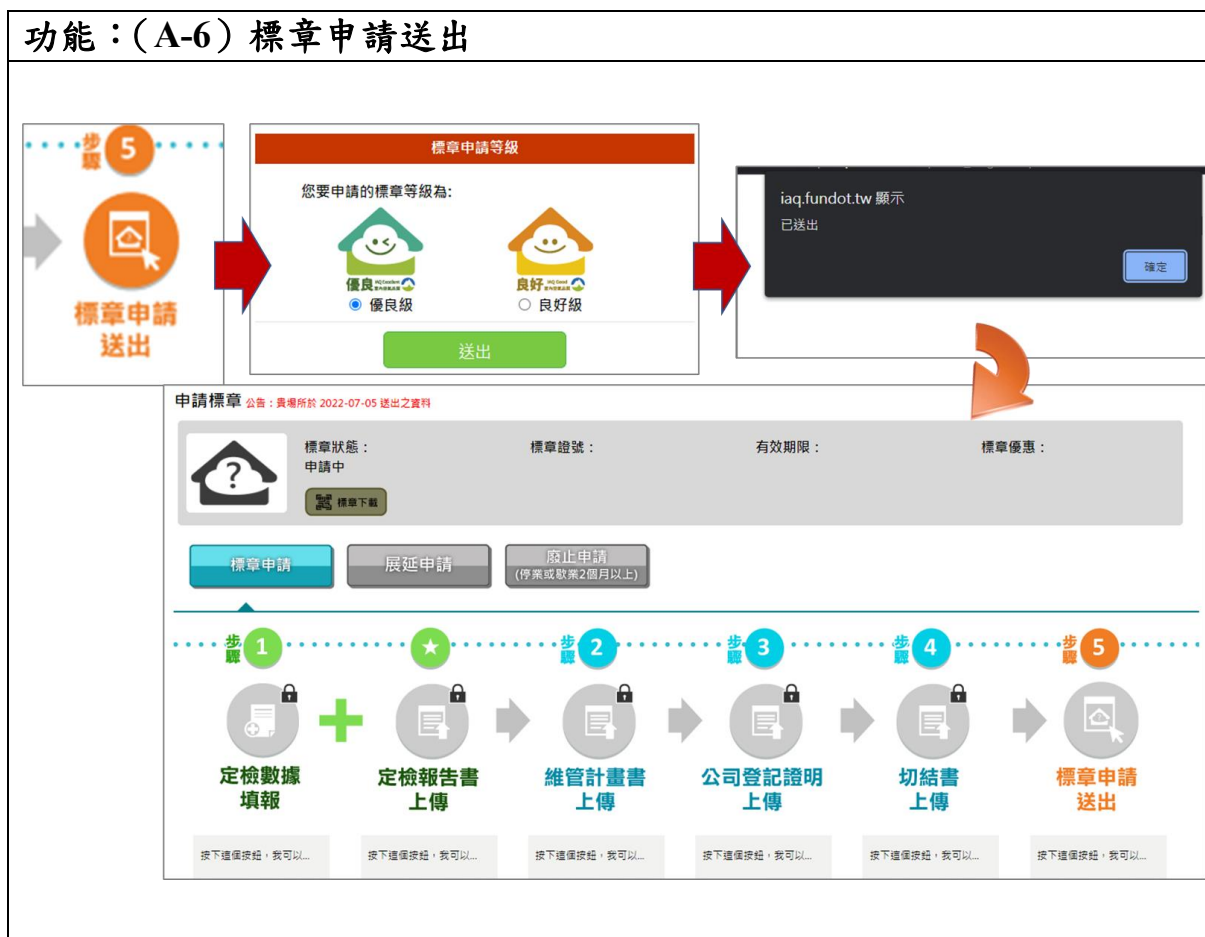 功能：（A-6）標章申請送出
步驟 5
標章申請
送出
標章申請等級
您要申請的標章等級為:
優良
良好
優良級
良好級
送出
iaq.fundot.tw 顯示
已送出
確定
申請標章 公告：貴場所於 2022-07-05 送出之資料
標章狀態： 標章證號： 有效期限： 標章優惠：
申請中
標章下載
標章申請 展延申請 廢止申請
(停業或歇業2個月以上)
步驟 1 步驟 2 步驟 3 步驟 4 步驟 5
定檢數據 定檢報告書 維管計畫書 公司登記證明 切結書 標章申請
填報 上傳 上傳 上傳 上傳 送出
按下這個按鈕，我可以... 按下這個按鈕，我可以... 按下這個按鈕，我可以... 按下這個按鈕，我可以... 按下這個按鈕，我可以... 按下這個按鈕，我可以...